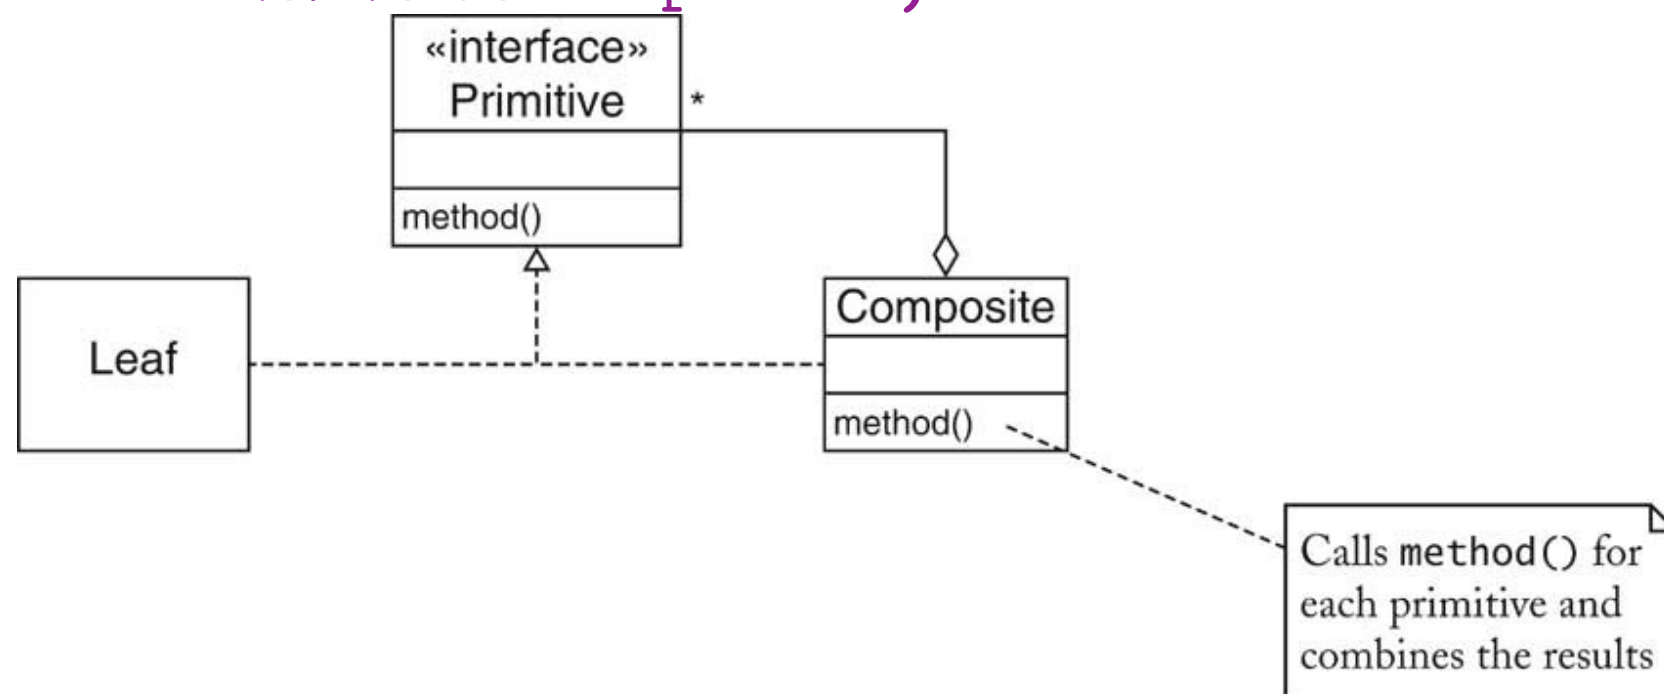 «interface»
Primitive
*
method()
Leaf
Composite
method()
Calls method() for
each primitive and
combines the results